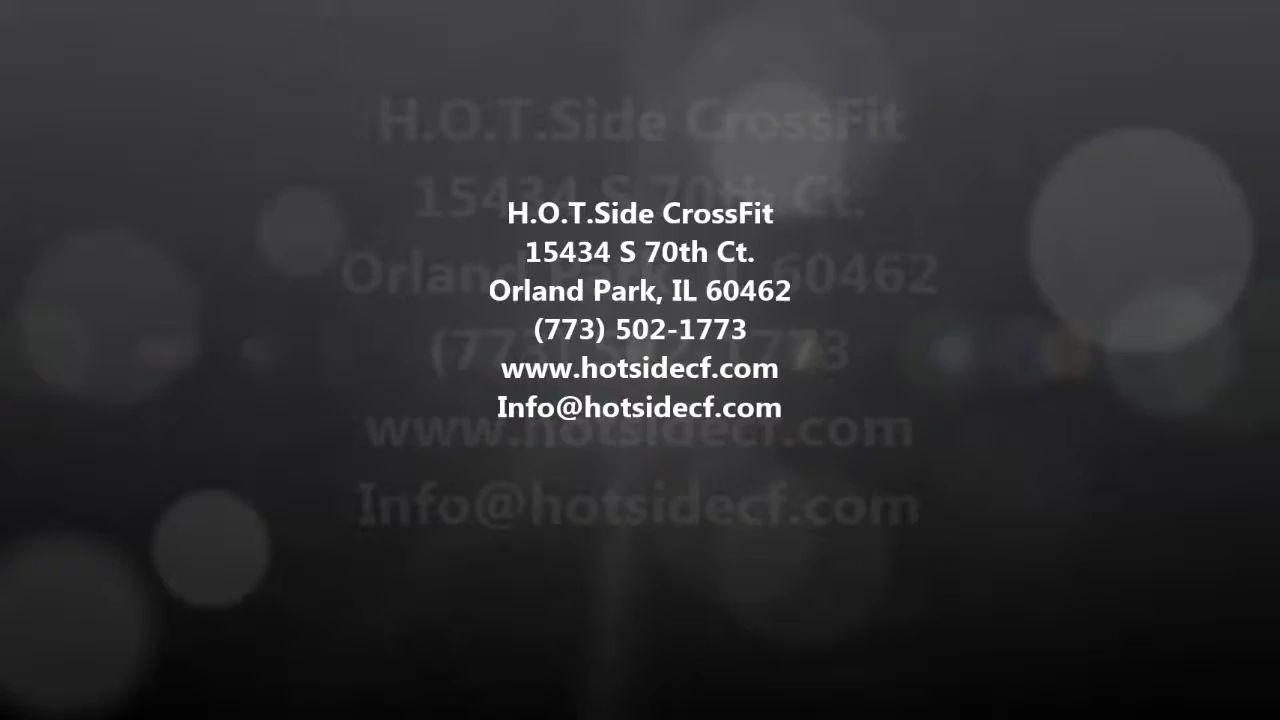 H.O.T.Side CrossFit
15434 S 70th Ct.
Orland Park, IL 60462
(773) 502-1773
www.hotsidecf.com
Info@hotsidecf.com